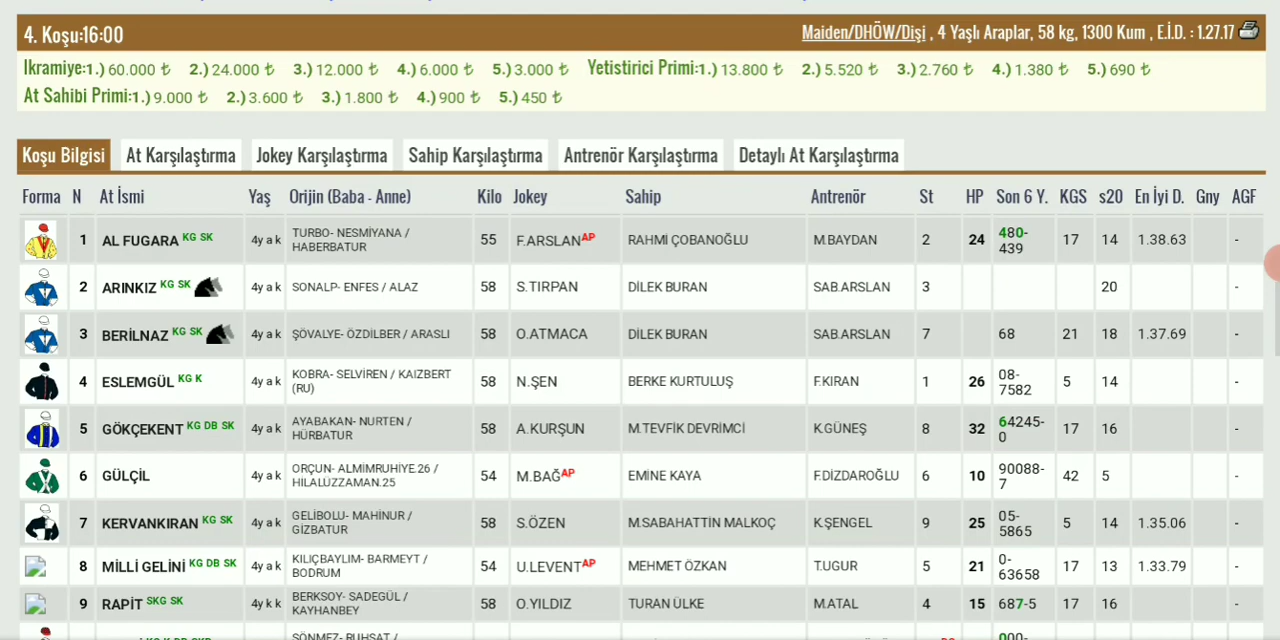 4. Koşu:16:00 Maiden/DHÖW/Dişi , 4 Yaşlı Araplar, 58 kg, 1300 Kum , E.İ.D. : 1.27.17
Ikramiye:1.) 60.000 ₺ 2.) 24.000 ₺ 3.) 12.000 ₺ 4.) 6.000 ₺ 5.) 3.000 ₺ Yetistirici Primi:1.) 13.800 ₺ 2.) 5.520 ₺ 3.) 2.760 ₺ 4.) 1.380 ₺ 5.) 690 ₺
At Sahibi Primi:1.) 9.000 ₺ 2.) 3.600 ₺ 3.) 1.800 ₺ 4.) 900 ₺ 5.) 450 ₺
Koşu Bilgisi At Karşılaştırma Jokey Karşılaştırma Sahip Karşılaştırma Antrenör Karşılaştırma Detaylı At Karşılaştırma
Forma N At İsmi Yaş Orijin (Baba - Anne) Kilo Jokey Sahip Antrenör St HP Son 6 Y. KGS s20 En İyi D. Gny AGF
1 AL FUGARA KG SK 4y a k TURBO- NESMİYANA / HABERBATUR 55 F.ARSLAN AP RAHMİ ÇOBANOĞLU M.BAYDAN 2 24 480-439 17 14 1.38.63 -
2 ARINKIZ KG SK 4y a k SONALP- ENFES / ALAZ 58 S.TIRPAN DİLEK BURAN SAB.ARSLAN 3 20 -
3 BERİLNAZ KG SK 4y a k ŞÖVALYE- ÖZDİLBER / ARASLI 58 O.ATMACA DİLEK BURAN SAB.ARSLAN 7 68 21 18 1.37.69 -
4 ESLEMGÜL KG K 4y a k KOBRA- SELVİREN / KAIZBERT (RU) 58 N.ŞEN BERKE KURTULUŞ F.KIRAN 1 26 08-7582 5 14 -
5 GÖKÇEKENT KG DB SK 4y a k AYABAKAN- NURTEN / HÜRBATUR 58 A.KURŞUN M.TEVFİK DEVRİMCİ K.GÜNEŞ 8 32 64245-0 17 16 -
6 GÜLÇİL 4y a k ORÇUN- ALMİMRUHİYE.26 / HILALÜZZAMAN.25 54 M.BAĞ AP EMİNE KAYA F.DİZDAROĞLU 6 10 90088-7 42 5 -
7 KERVANKIRAN KG SK 4y a k GELİBOLU- MAHİNUR / GİZBATUR 58 S.ÖZEN M.SABAHATTİN MALKOÇ K.ŞENGEL 9 25 05-5865 5 14 1.35.06 -
8 MİLLİ GELİNİ KG DB SK 4y a k KILIÇBAYLIM- BARMEYT / BODRUM 54 U.LEVENT AP MEHMET ÖZKAN T.UGUR 5 21 0-63658 17 13 1.33.79 -
9 RAPİT SKG SK 4y k k BERKSOY- SADEGÜL / KAYHANBEY 58 O.YILDIZ TURAN ÜLKE M.ATAL 4 15 687-5 17 16 -
SÖNMEZ- RUHSAT / 000-